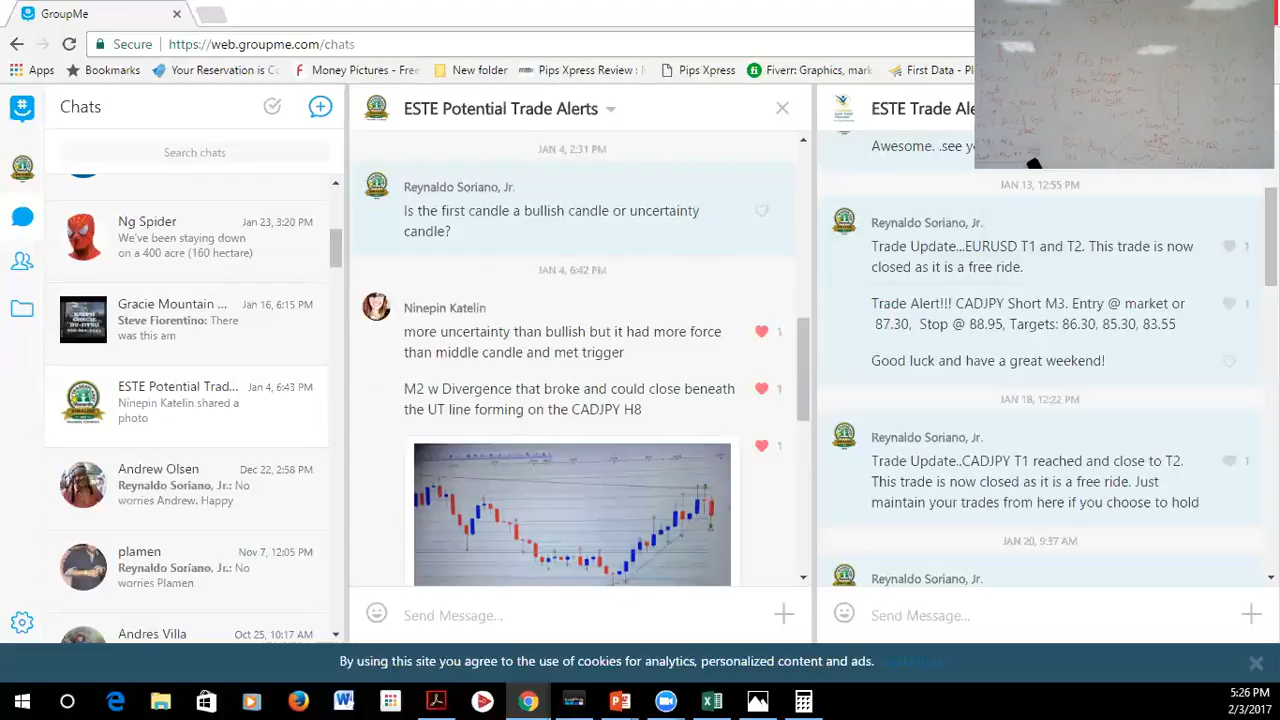 GroupMe
Secure
https://web.groupme.com/chats
Apps
Bookmarks
Your Reservation is C
Money Pictures - Free
New folder
Pips Xpress Review -
Pips Xpress
Fiverr: Graphics, mark
First Data - Pl
Chats
Search chats
Ng Spider
Jan 23, 3:20 PM
We've been staying down
on a 400 acre (160 hectare)
Gracie Mountain ...
Jan 16, 6:15 PM
Steve Fiorentino: There
was this am
ESTE Potential Trad...
Jan 4, 6:43 PM
Ninepin Katelin shared a
photo
Andrew Olsen
Dec 22, 2:58 PM
Reynaldo Soriano, Jr.: No
worries Andrew. Happy
plamen
Nov 7, 12:05 PM
Reynaldo Soriano, Jr.: No
worries Plamen
Andres Villa
Oct 25, 10:17 AM
ESTE Potential Trade Alerts
JAN 4, 2:31 PM
Reynaldo Soriano, Jr.
Is the first candle a bullish candle or uncertainty
candle?
JAN 4, 6:42 PM
Ninepin Katelin
more uncertainty than bullish but it had more force
than middle candle and met trigger
1
M2 w Divergence that broke and could close beneath
the UT line forming on the CADJPY H8
1
1
Send Message...
ESTE Trade Ale
Awesome. .see y
JAN 13, 12:55 PM
Reynaldo Soriano, Jr.
Trade Update...EURUSD T1 and T2. This trade is now
closed as it is a free ride.
1
Trade Alert!!! CADJPY Short M3. Entry @ market or
87.30, Stop @ 88.95, Targets: 86.30, 85.30, 83.55
1
Good luck and have a great weekend!
JAN 18, 12:22 PM
Reynaldo Soriano, Jr.
Trade Update..CADJPY T1 reached and close to T2.
This trade is now closed as it is a free ride. Just
maintain your trades from here if you choose to hold
1
JAN 20, 9:37 AM
Reynaldo Soriano, Jr.
Send Message...
By using this site you agree to the use of cookies for analytics, personalized content and ads.
5:26 PM
2/3/2017